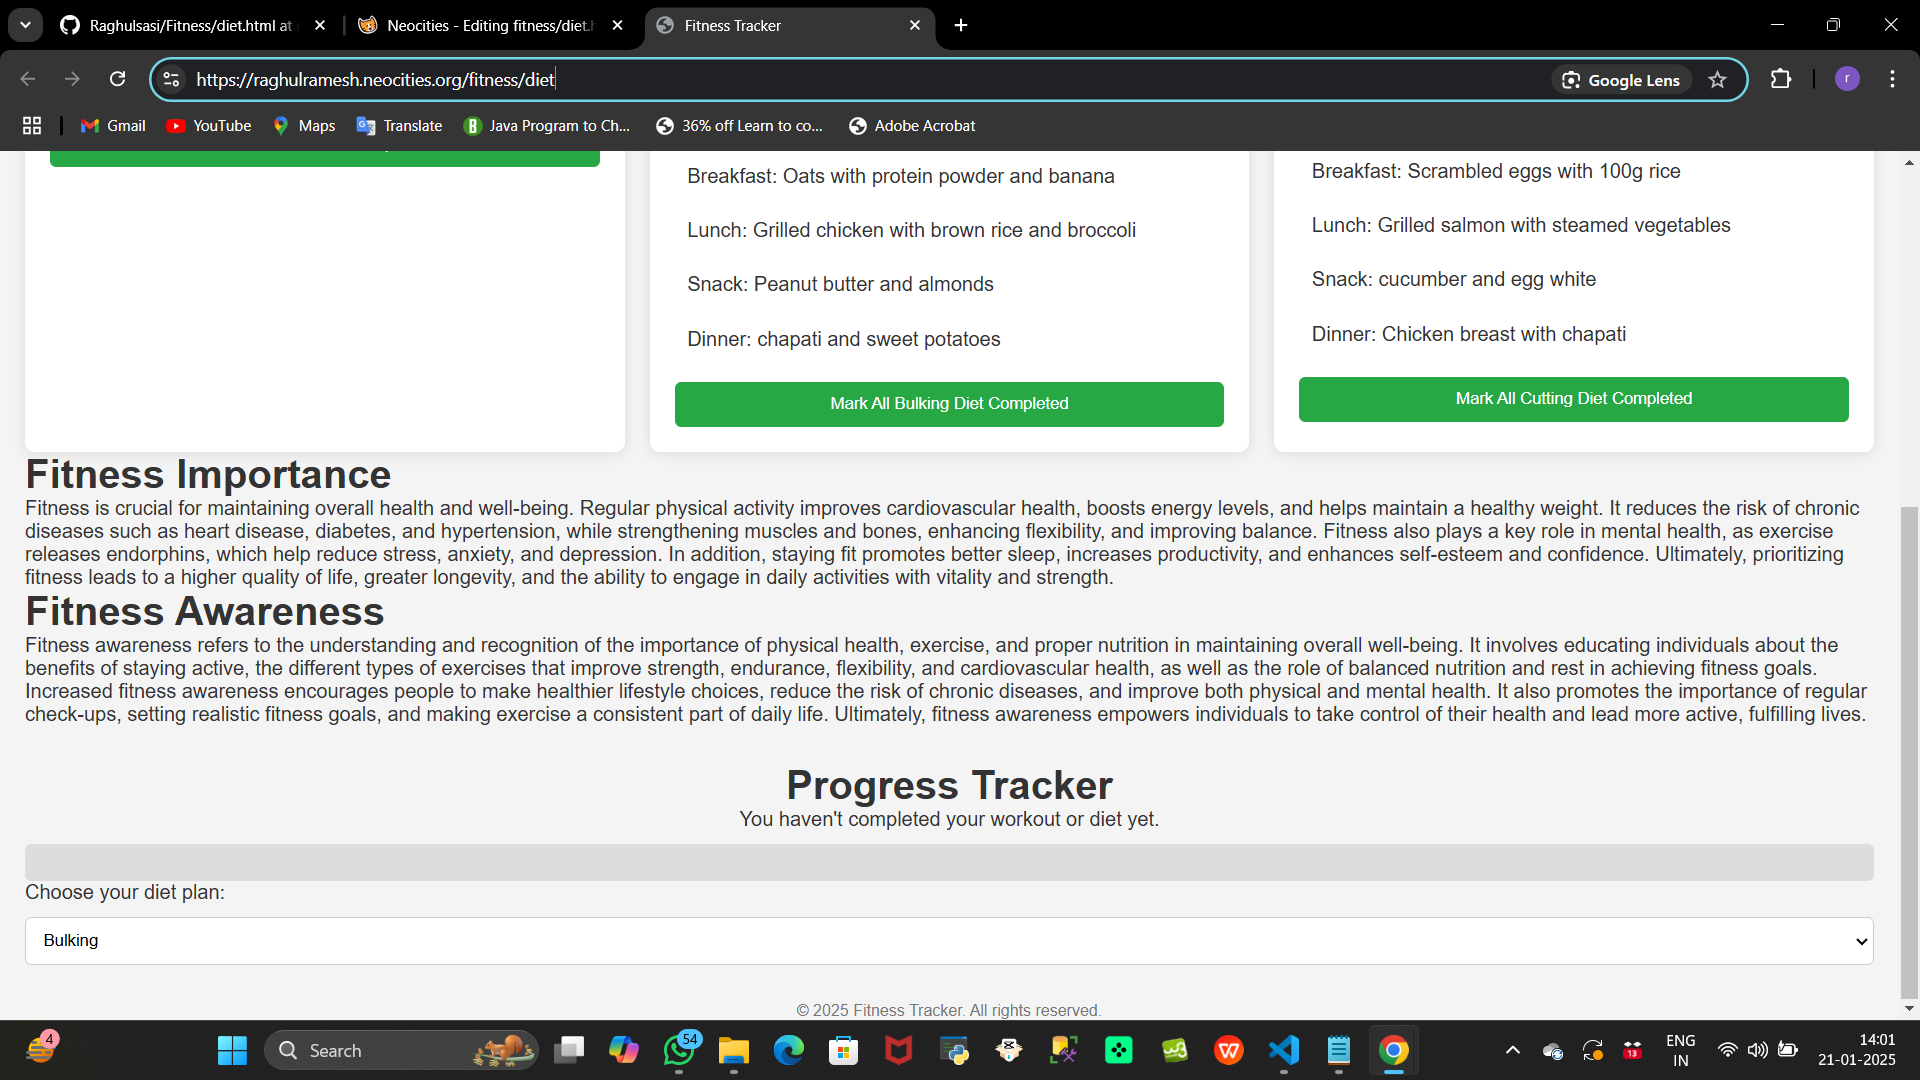 Raghulsasi/Fitness/diet.html at
Neocities - Editing fitness/diet.h
Fitness Tracker
https://raghulramesh.neocities.org/fitness/diet
Google Lens
r
Gmail
YouTube
Maps
Translate
Java Program to Ch...
36% off Learn to co...
Adobe Acrobat
Breakfast: Oats with protein powder and banana
Lunch: Grilled chicken with brown rice and broccoli
Snack: Peanut butter and almonds
Dinner: chapati and sweet potatoes
Mark All Bulking Diet Completed
Breakfast: Scrambled eggs with 100g rice
Lunch: Grilled salmon with steamed vegetables
Snack: cucumber and egg white
Dinner: Chicken breast with chapati
Mark All Cutting Diet Completed
Fitness Importance
Fitness is crucial for maintaining overall health and well-being. Regular physical activity improves cardiovascular health, boosts energy levels, and helps maintain a healthy weight. It reduces the risk of chronic
diseases such as heart disease, diabetes, and hypertension, while strengthening muscles and bones, enhancing flexibility, and improving balance. Fitness also plays a key role in mental health, as exercise
releases endorphins, which help reduce stress, anxiety, and depression. In addition, staying fit promotes better sleep, increases productivity, and enhances self-esteem and confidence. Ultimately, prioritizing
fitness leads to a higher quality of life, greater longevity, and the ability to engage in daily activities with vitality and strength.
Fitness Awareness
Fitness awareness refers to the understanding and recognition of the importance of physical health, exercise, and proper nutrition in maintaining overall well-being. It involves educating individuals about the
benefits of staying active, the different types of exercises that improve strength, endurance, flexibility, and cardiovascular health, as well as the role of balanced nutrition and rest in achieving fitness goals.
Increased fitness awareness encourages people to make healthier lifestyle choices, reduce the risk of chronic diseases, and improve both physical and mental health. It also promotes the importance of regular
check-ups, setting realistic fitness goals, and making exercise a consistent part of daily life. Ultimately, fitness awareness empowers individuals to take control of their health and lead more active, fulfilling lives.
Progress Tracker
You haven't completed your workout or diet yet.
Choose your diet plan:
Bulking
© 2025 Fitness Tracker. All rights reserved.
4
Search
54
13
ENG
IN
14:01
21-01-2025